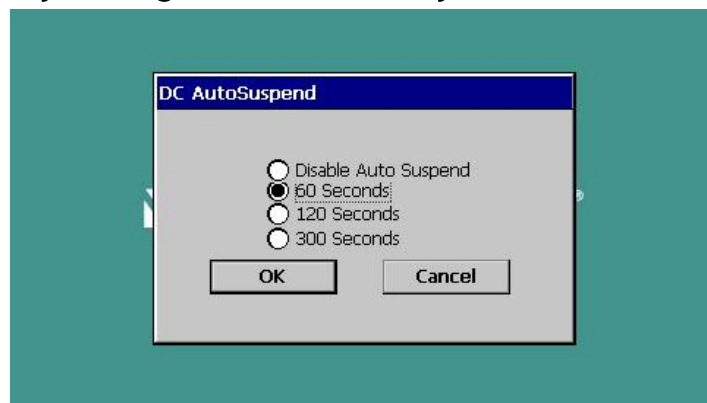 DC AutoSuspend
Disable Auto Suspend
60 Seconds
120 Seconds
300 Seconds
OK Cancel
®